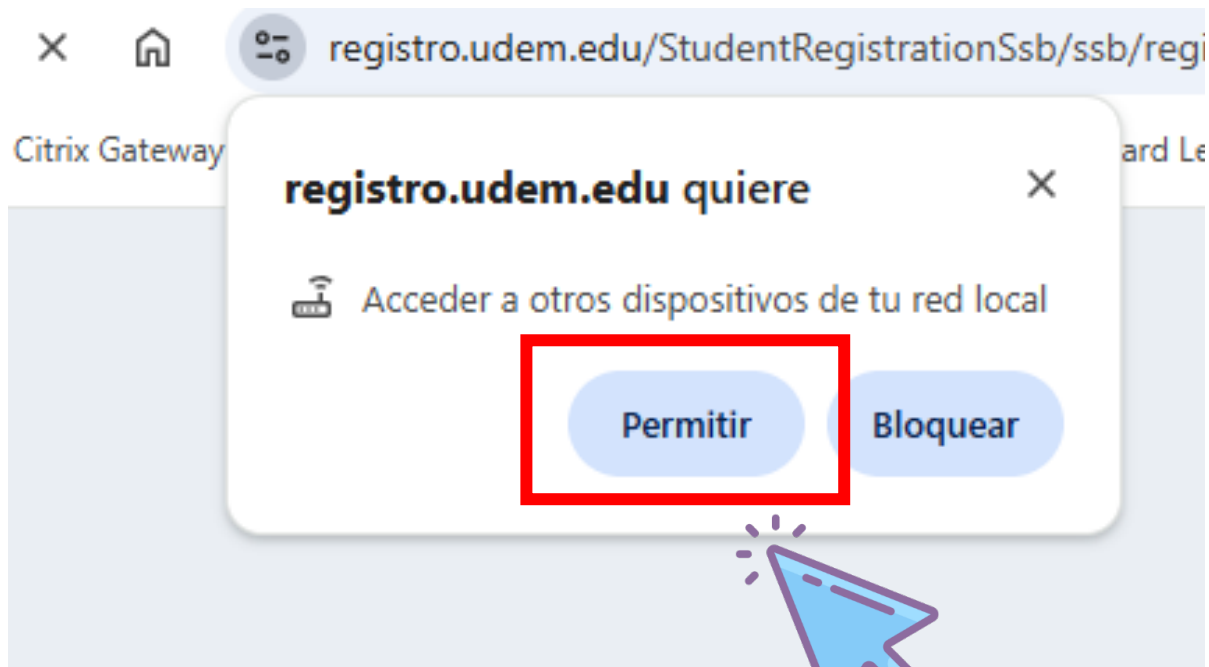 registro.udem.edu/StudentRegistrationSsb/ssb/regi
Citrix Gateway
ard Le
registro.udem.edu quiere
Acceder a otros dispositivos de tu red local
Permitir
Bloquear